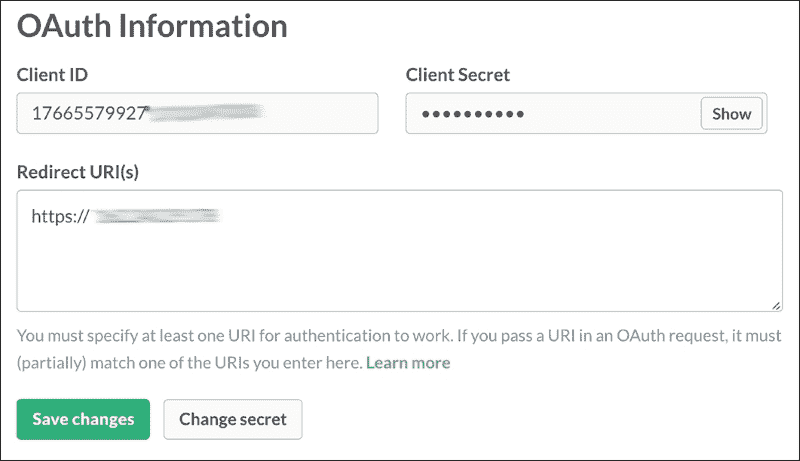 OAuth Information
Client ID
Client Secret
17665579927
••••••••••
Show
Redirect URI(s)
https://
You must specify at least one URI for authentication to work. If you pass a URI in an OAuth request, it must
(partially) match one of the URIs you enter here. Learn more
Save changes
Change secret